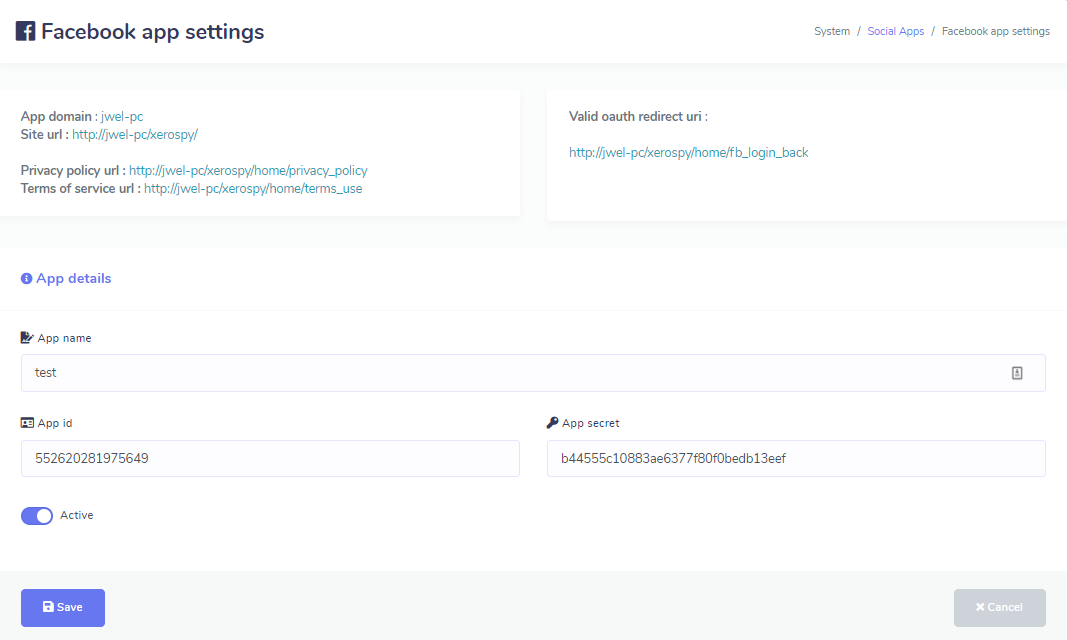 Facebook app settings
System / Social Apps / Facebook app settings
App domain : jwel-pc
Site url : http://jwel-pc/xerospy/
Privacy policy url : http://jwel-pc/xerospy/home/privacy_policy
Terms of service url : http://jwel-pc/xerospy/home/terms_use
Valid oauth redirect uri :
http://jwel-pc/xerospy/home/fb_login_back
App details
App name
test
App id
552620281975649
App secret
b44555c10883ae6377f80f0bedb13eef
Active
Save
Cancel